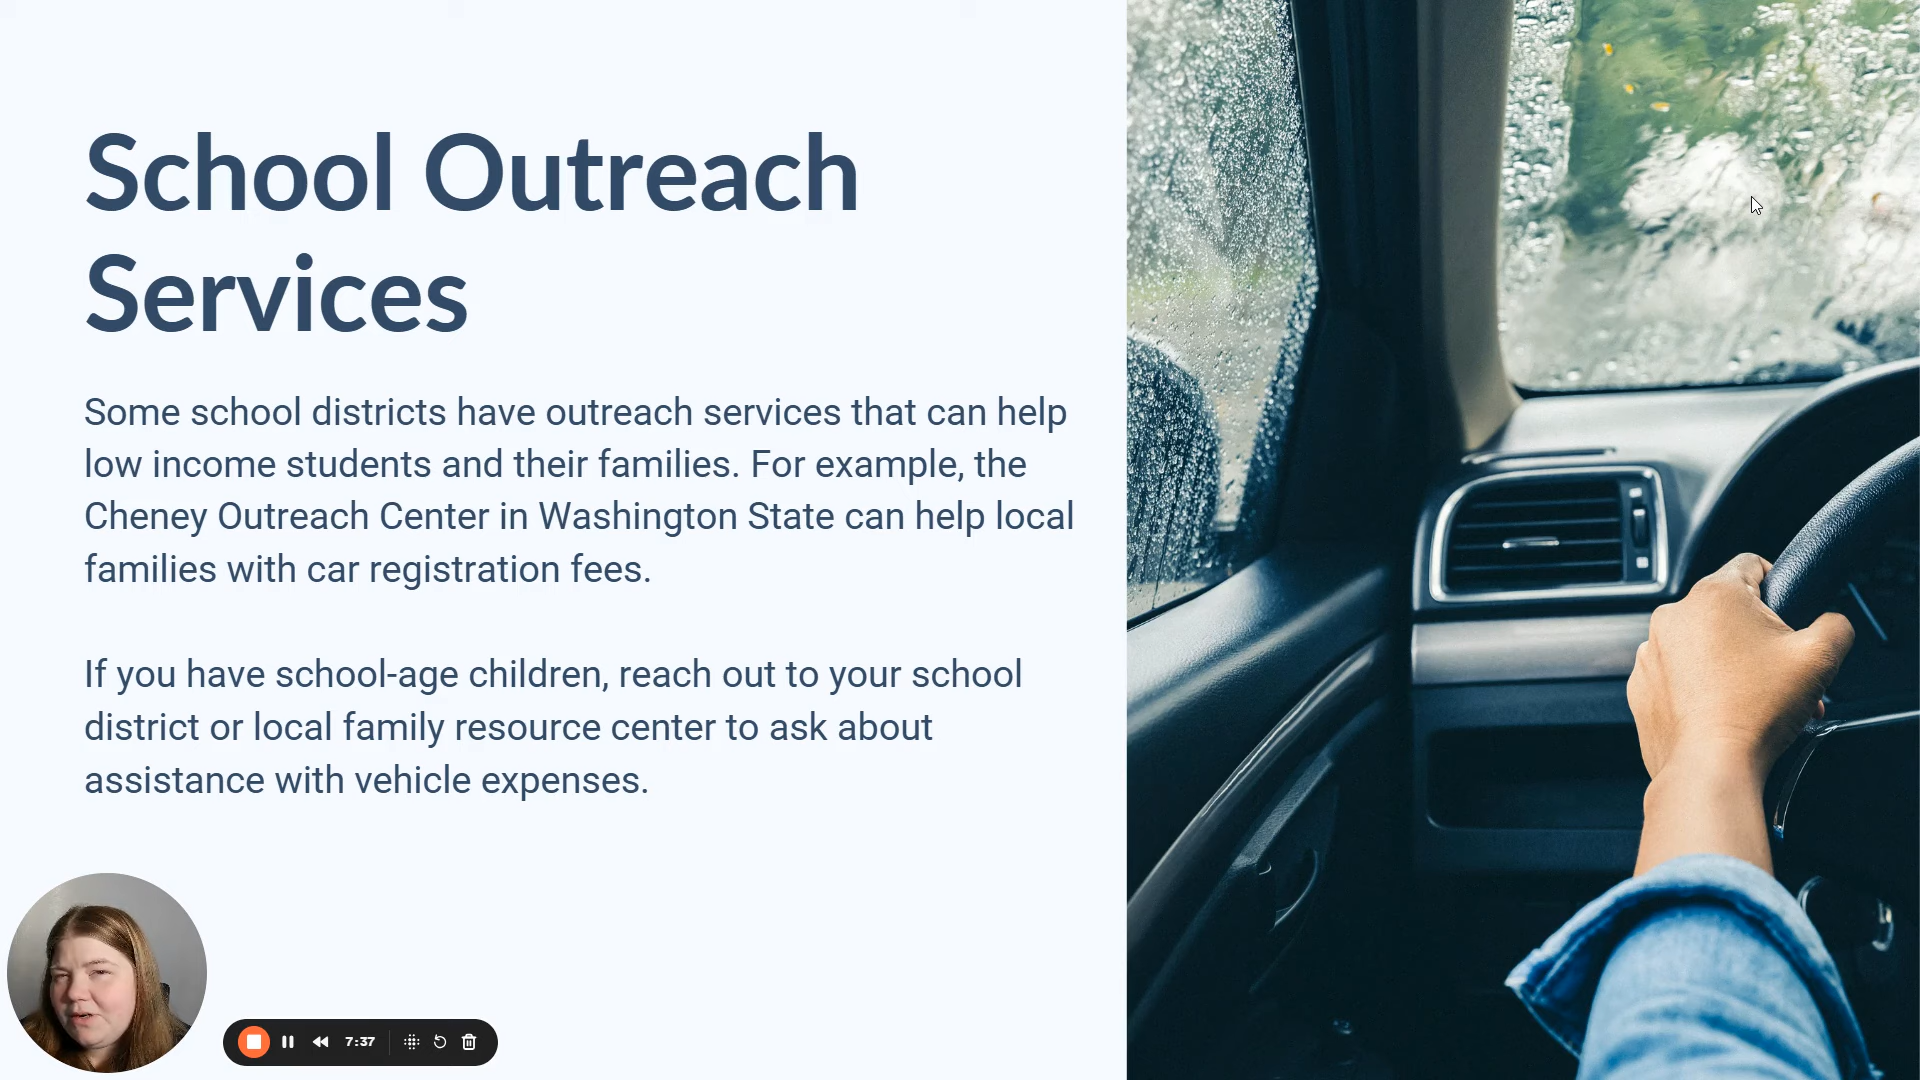 School Outreach
Services
Some school districts have outreach services that can help
low income students and their families. For example, the
Cheney Outreach Center in Washington State can help local
families with car registration fees.
If you have school-age children, reach out to your school
district or local family resource center to ask about
assistance with vehicle expenses.
7:37